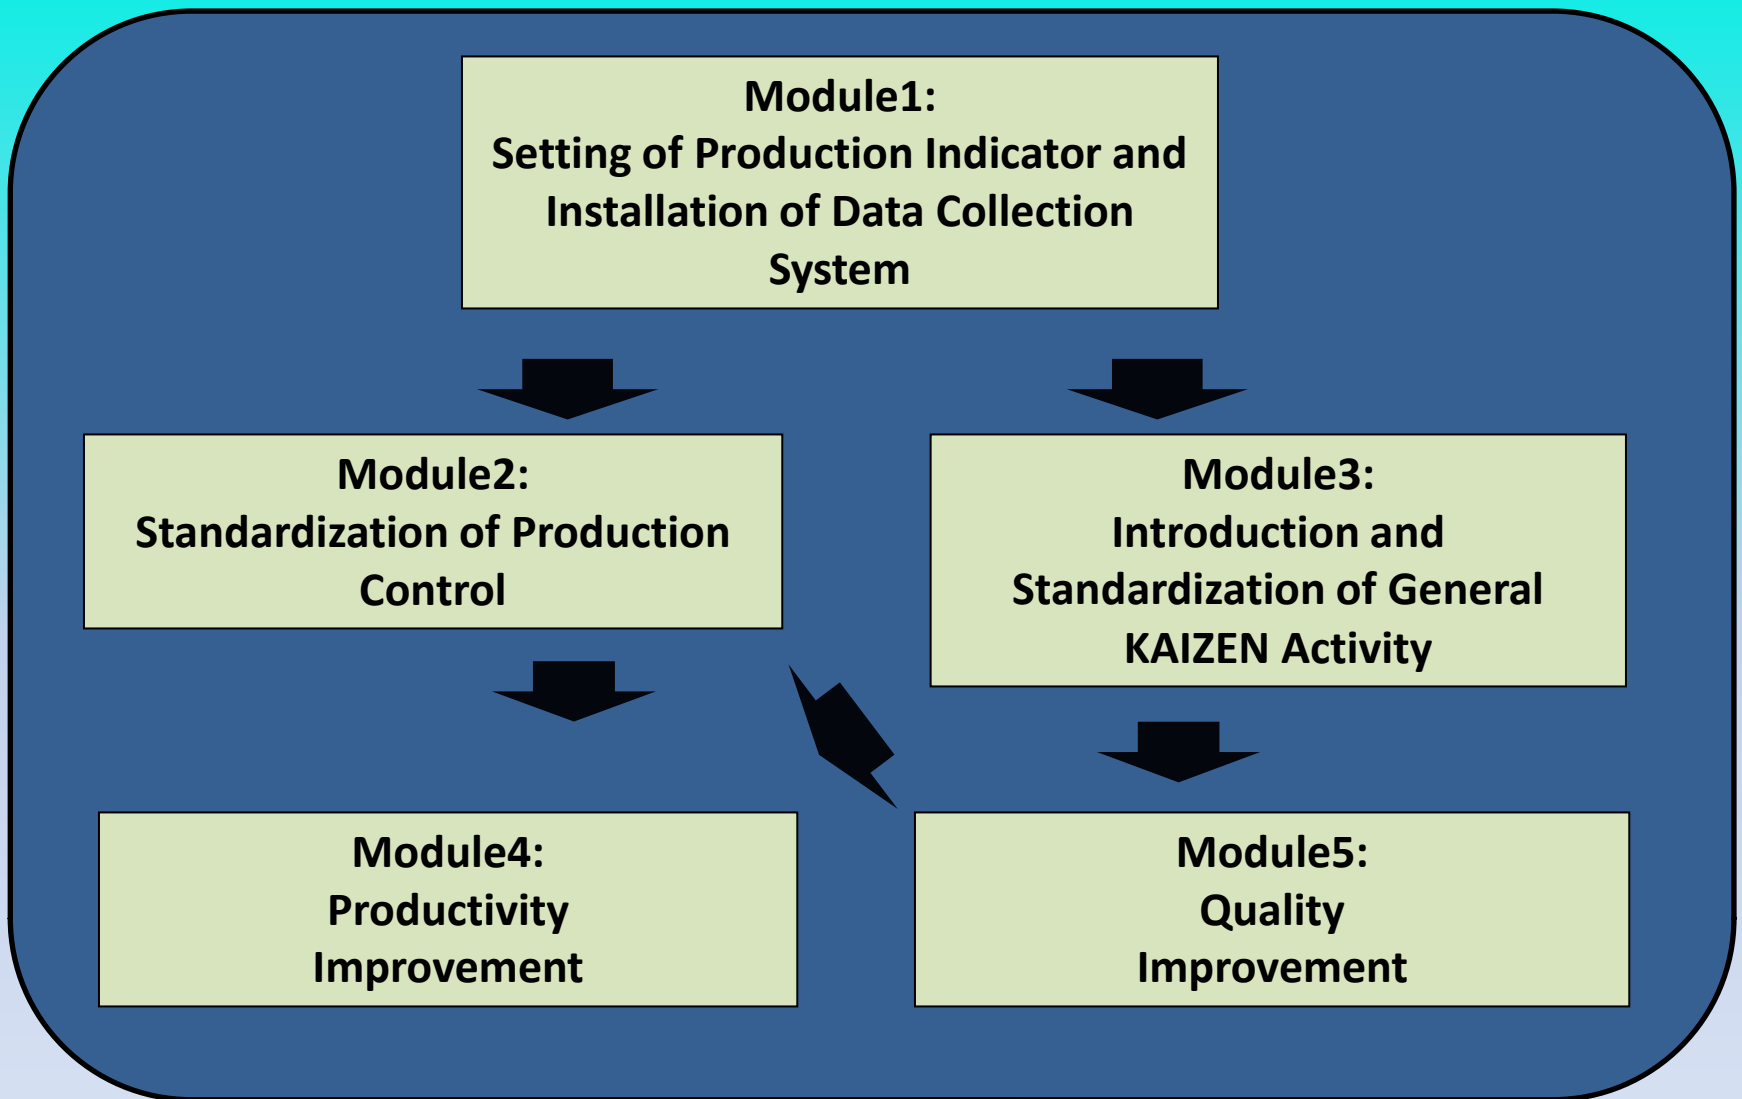 Module1:
Setting of Production Indicator and
Installation of Data Collection
System
Module2:
Standardization of Production
Control
Module3:
Introduction and
Standardization of General
KAIZEN Activity
Module4:
Productivity
Improvement
Module5:
Quality
Improvement